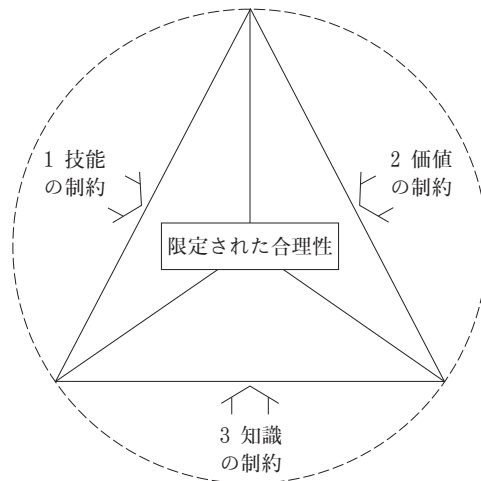 1 技能
の制約
2 価値
の制約
限定された合理性
3 知識
の制約